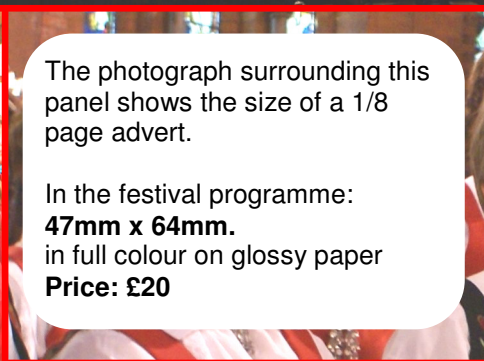 The photograph surrounding this
panel shows the size of a 1/8
page advert.
In the festival programme:
47mm x 64mm.
in full colour on glossy paper
Price: £20